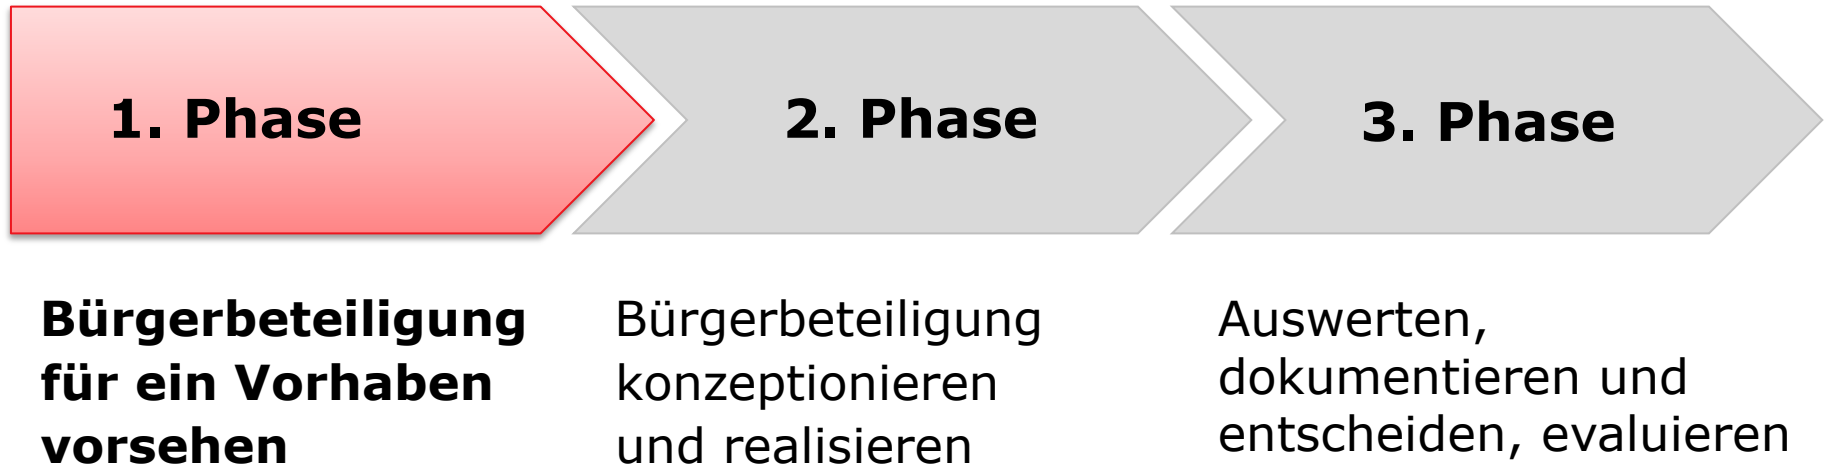 1. Phase
2. Phase
3. Phase
Bürgerbeteiligung
für ein Vorhaben
vorsehen
Bürgerbeteiligung
konzeptionieren
und realisieren
Auswerten,
dokumentieren und
entscheiden, evaluieren